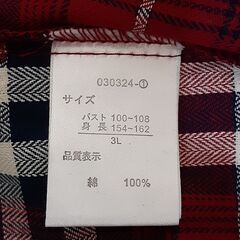 030324-①
サイズ
バスト 100-108
身長 154-162
3L
品質表示
綿 100%